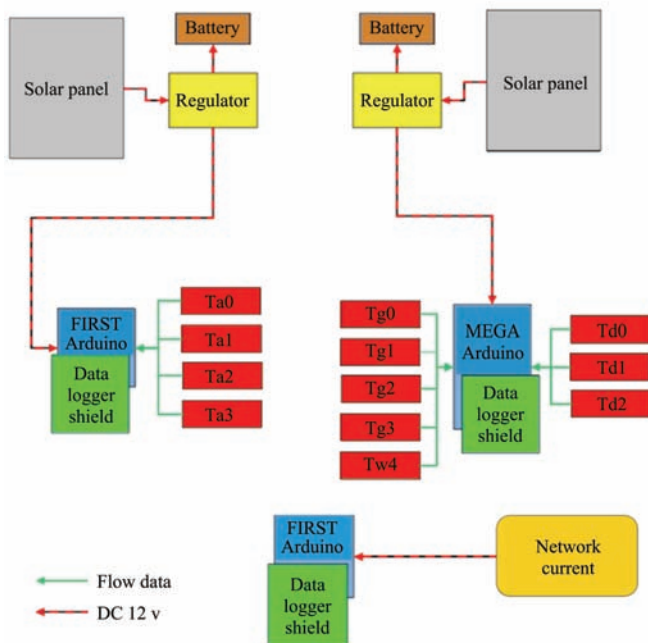 Battery
Battery
Solar panel
Regulator
Regulator
Solar panel
FIRST
Arduino
Data
logger
shield
Ta0
Ta1
Ta2
Ta3
Tg0
Tg1
Tg2
Tg3
Tw4
MEGA
Arduino
Data
logger
shield
Td0
Td1
Td2
FIRST
Arduino
Data
logger
shield
Network
current
Flow data
DC 12 v